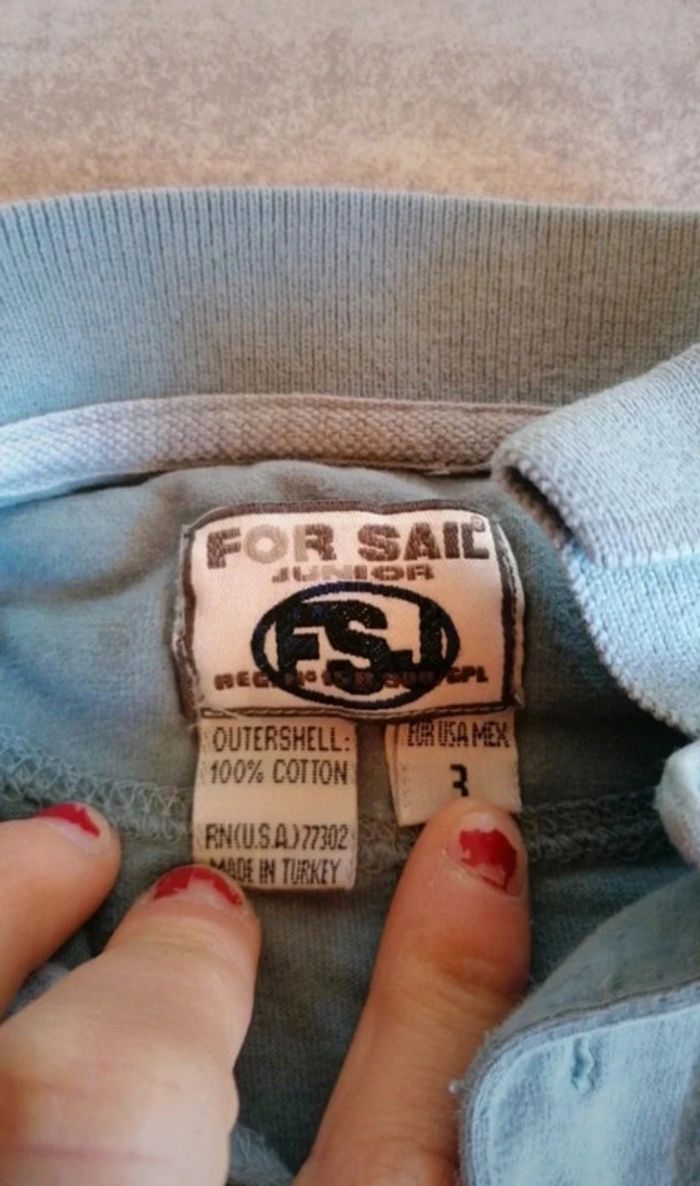 FOR SAIL®
JUNIOR
FSJ
OUTERSHELL:
100% COTTON
RN(U.S.A.)77302
MADE IN TURKEY
EUR USA MEX
3